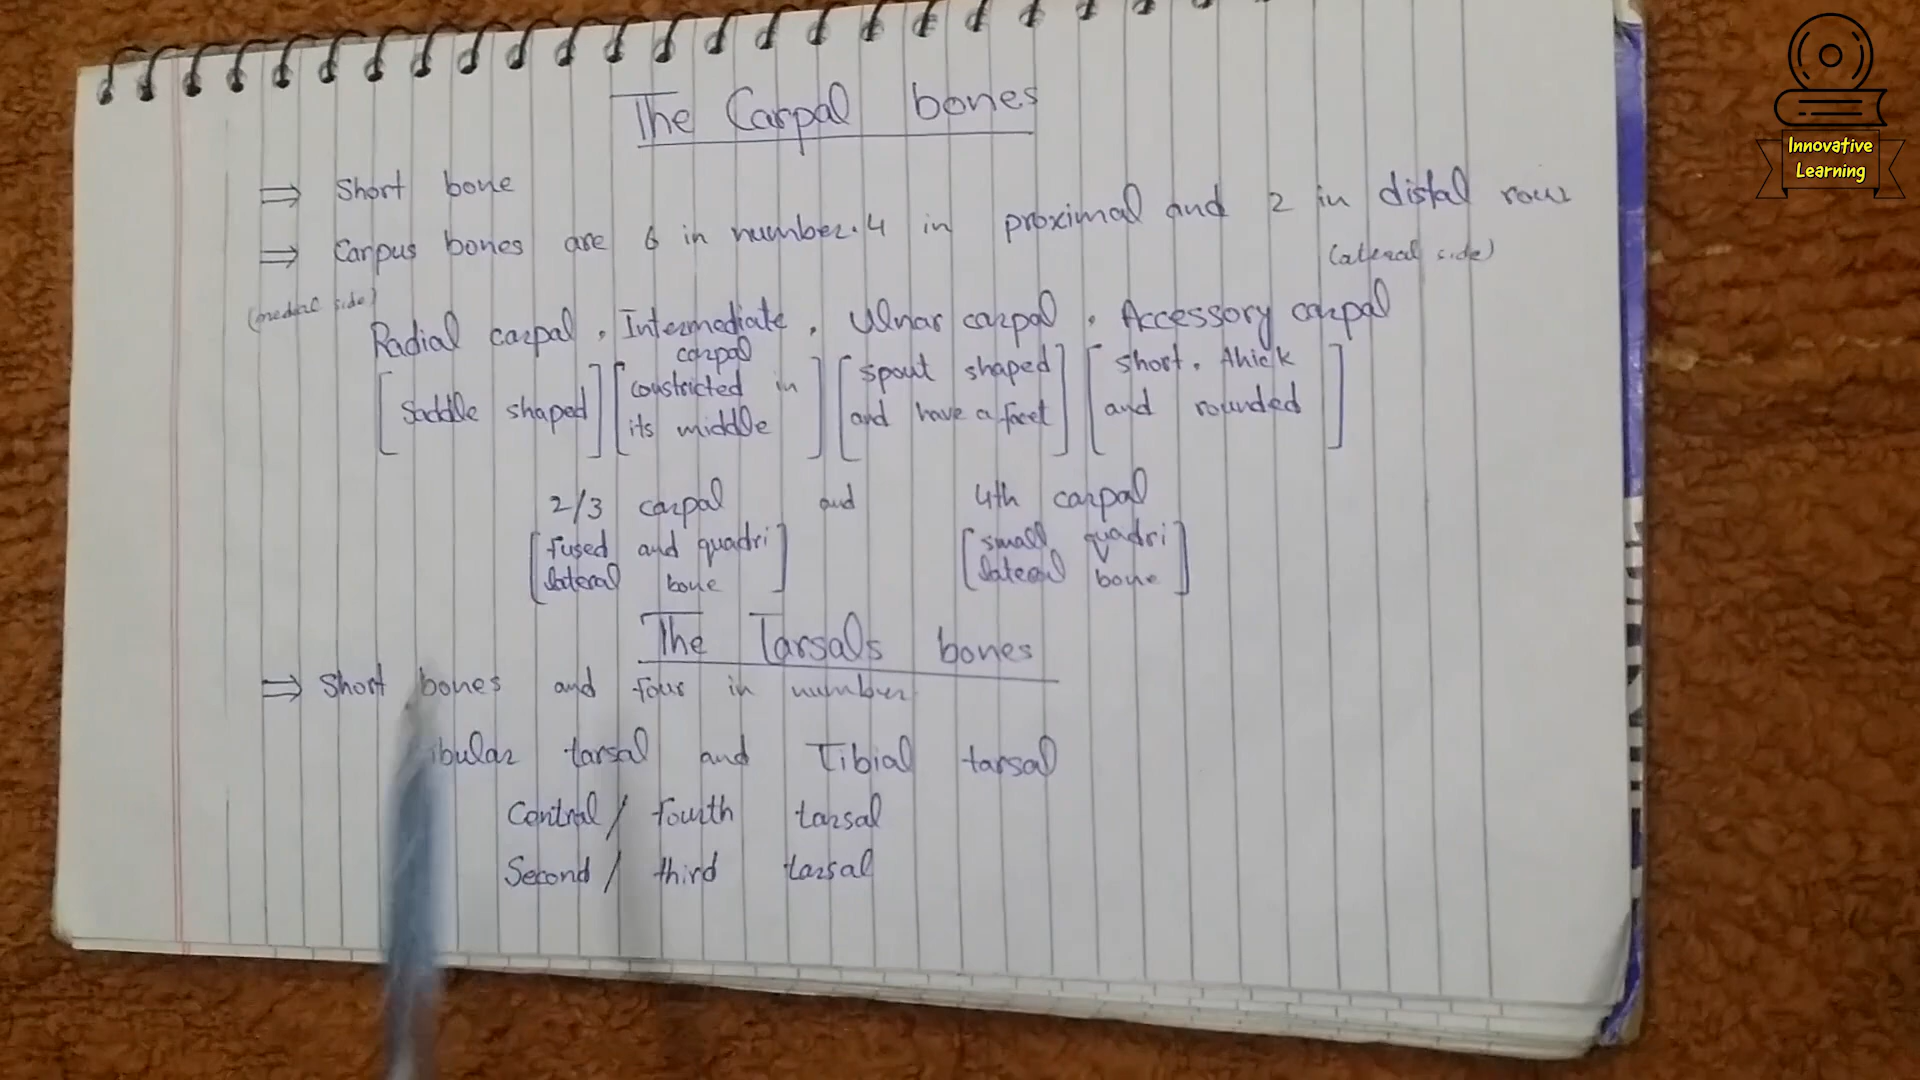 The Carpal bones
⇒ Short bone
⇒ Carpus bones are 6 in number. 4 in proximal and 2 in distal row
(medial side)
(lateral side)
Radial carpal, Intermediate carpal, Ulnar carpal, Accessory carpal
[Saddle shaped] [constricted in its middle] [spout shaped and have a facet] [short, thick and rounded]
2/3 carpal and 4th carpal
[fused and quadri lateral bone] [small quadri lateral bone]
The Tarsals bones
⇒ Short bones and four in number
tarsal and Tibial tarsal
Central/ fourth tarsal
Second/ third tarsal
Innovative
Learning